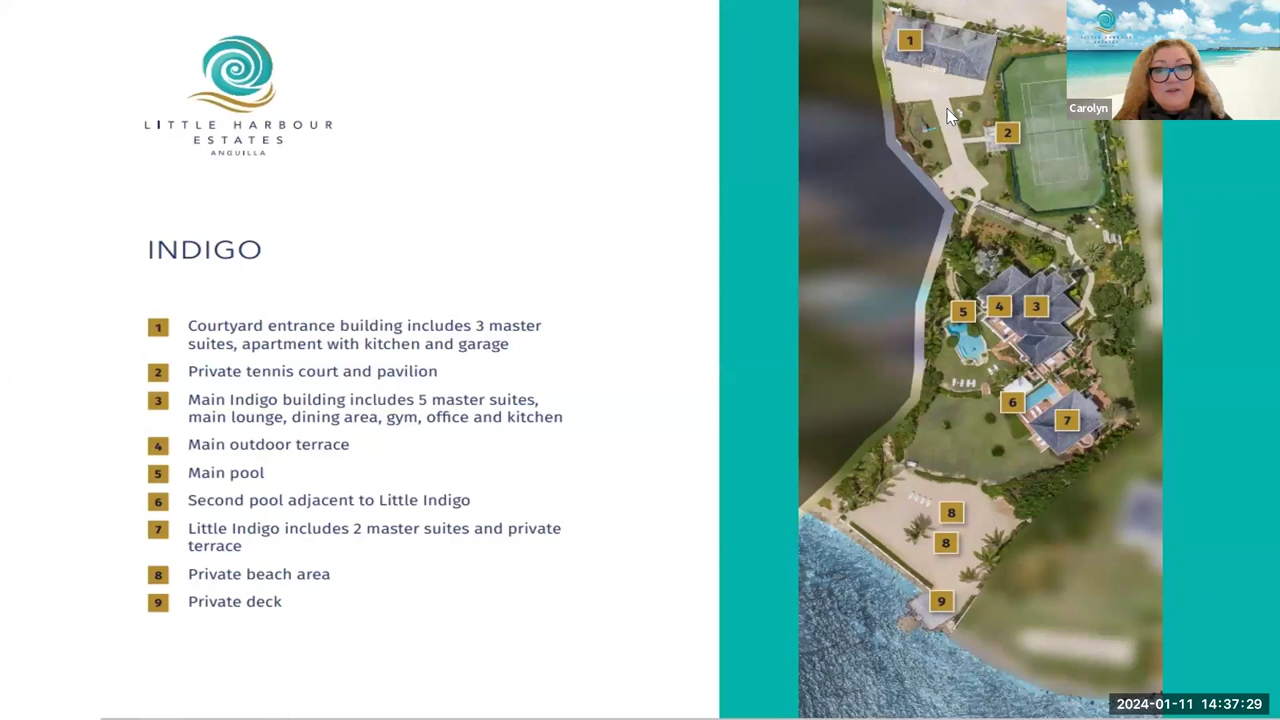 LITTLE HARBOUR
ESTATES
ANGUILLA
INDIGO
1 Courtyard entrance building includes 3 master
suites, apartment with kitchen and garage
2 Private tennis court and pavilion
3 Main Indigo building includes 5 master suites,
main lounge, dining area, gym, office and kitchen
4 Main outdoor terrace
5 Main pool
6 Second pool adjacent to Little Indigo
7 Little Indigo includes 2 master suites and private
terrace
8 Private beach area
9 Private deck
1
2
5 4 3
6
7
8
8
9
Carolyn
2024-01-11 14:37:29